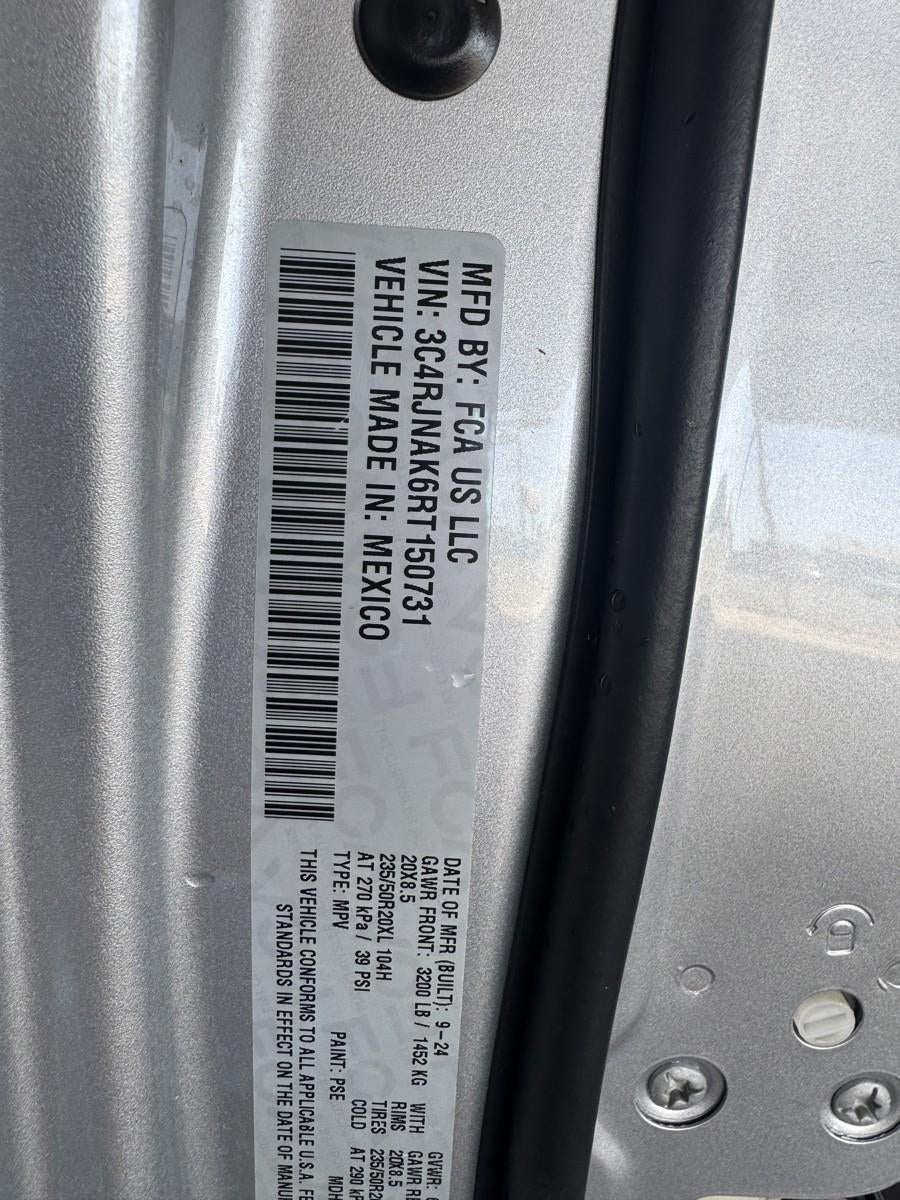 MFD BY: FCA US LLC
VIN: 3C4RJNAK6RT150731
VEHICLE MADE IN: MEXICO
DATE OF MFR (BUILT): 9-24 GVWR:
GAWR FRONT: 3200 LB / 1452 KG WITH GAWR
20X8.5 RIMS 20X8.5
235/50R20XL 104H TIRES
AT 270 kPa / 39 PSI COLD AT 290
TYPE: MPV PAINT: PSE MDH
THIS VEHICLE CONFORMS TO ALL APPLICABLE U.S.A.
STANDARDS IN EFFECT ON THE DATE OF